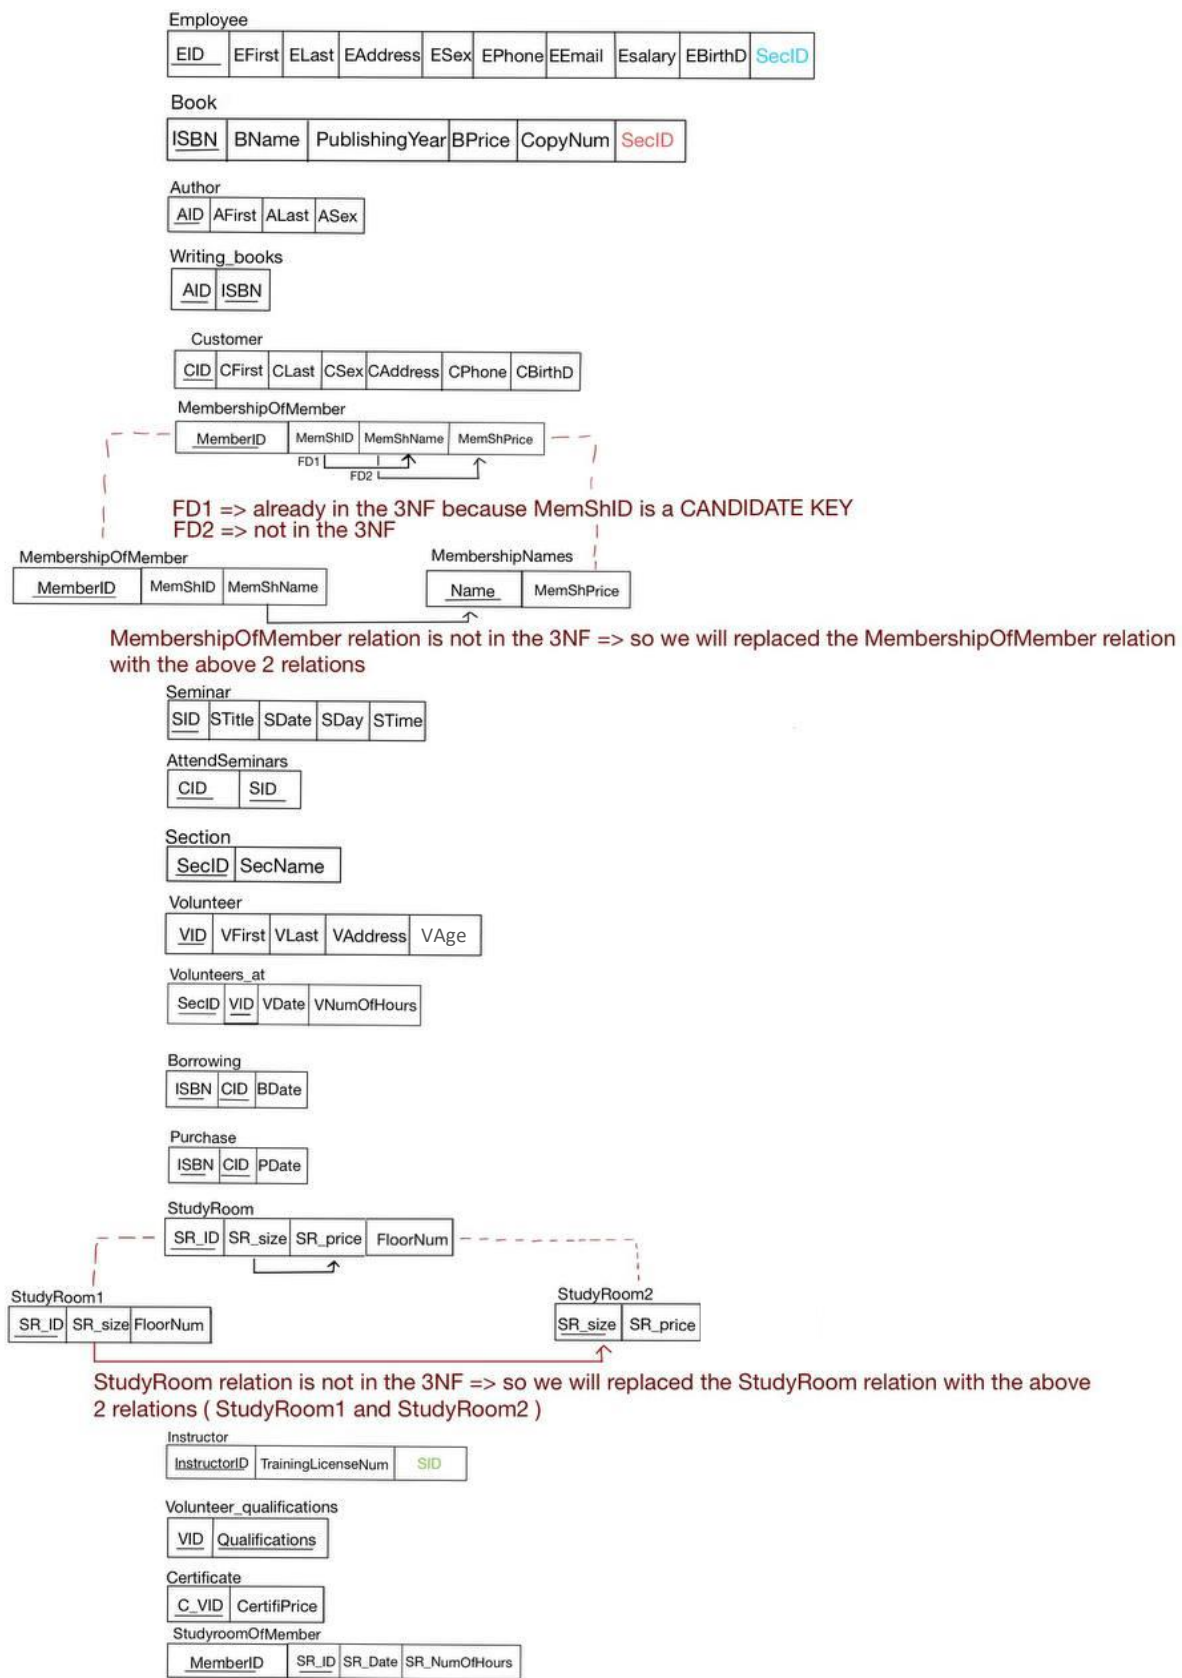 Employee
EID EFirst ELast EAddress ESex EPhone EEmail Esalary EBirthD SecID
Book
ISBN BName PublishingYear BPrice CopyNum SecID
Author
AID AFirst ALast ASex
Writing_books
AID ISBN
Customer
CID CFirst CLast CSex CAddress CPhone CBirthD
MembershipOfMember
MemberID MemShID MemShName MemShPrice
FD1
FD2
FD1 => already in the 3NF because MemShID is a CANDIDATE KEY
FD2 => not in the 3NF
MembershipOfMember MembershipNames
MemberID MemShID MemShName Name MemShPrice
MembershipOfMember relation is not in the 3NF => so we will replaced the MembershipOfMember relation
with the above 2 relations
Seminar
SID STitle SDate SDay STime
AttendSeminars
CID SID
Section
SecID SecName
Volunteer
VID VFirst VLast VAddress VAge
Volunteers_at
SecID VID VDate VNumOfHours
Borrowing
ISBN CID BDate
Purchase
ISBN CID PDate
StudyRoom
SR_ID SR_size SR_price FloorNum
StudyRoom1 StudyRoom2
SR_ID SR_size FloorNum SR_size SR_price
StudyRoom relation is not in the 3NF => so we will replaced the StudyRoom relation with the above
2 relations ( StudyRoom1 and StudyRoom2 )
Instructor
InstructorID TrainingLicenseNum SID
Volunteer_qualifications
VID Qualifications
Certificate
C_VID CertifiPrice
StudyroomOfMember
MemberID SR_ID SR_Date SR_NumOfHours